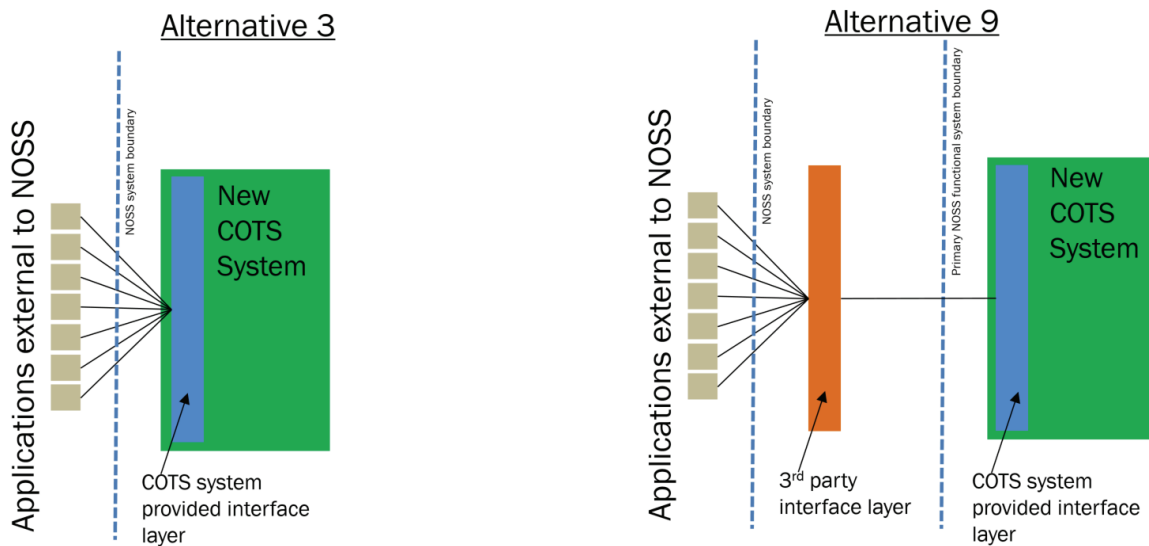 Alternative 3
Applications external to NOSS
NOSS system boundary
New
COTS
System
COTS system
provided interface
layer
Alternative 9
Applications external to NOSS
NOSS system boundary
Primary NOSS functional system boundary
New
COTS
System
3rd party
interface layer
COTS system
provided interface
layer